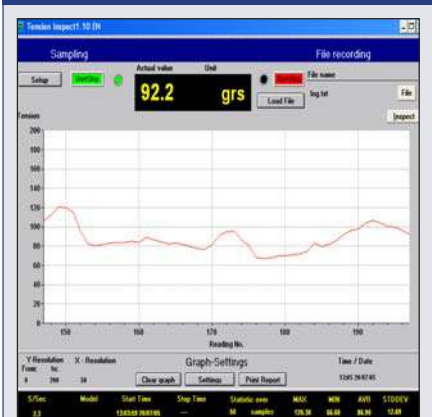 Tension Inspect1.10 EN
Sampling
File recording
Actual value Unit
Setup
Start/Stop
92.2 grs
Start/Stop
File name
log.txt
File
Load File
Inspect
Tension
200
180
160
140
120
100
80
60
40
20
0
150 160 170 180 190
Reading No.
Y-Resolution X - Resolution
From: to:
0 200 50
Graph-Settings
Clear graph Settings Print Report
Time / Date
S/Sec Model Start Time Stop Time Statistic over MAX MIN AVR STDDEV
50 samples